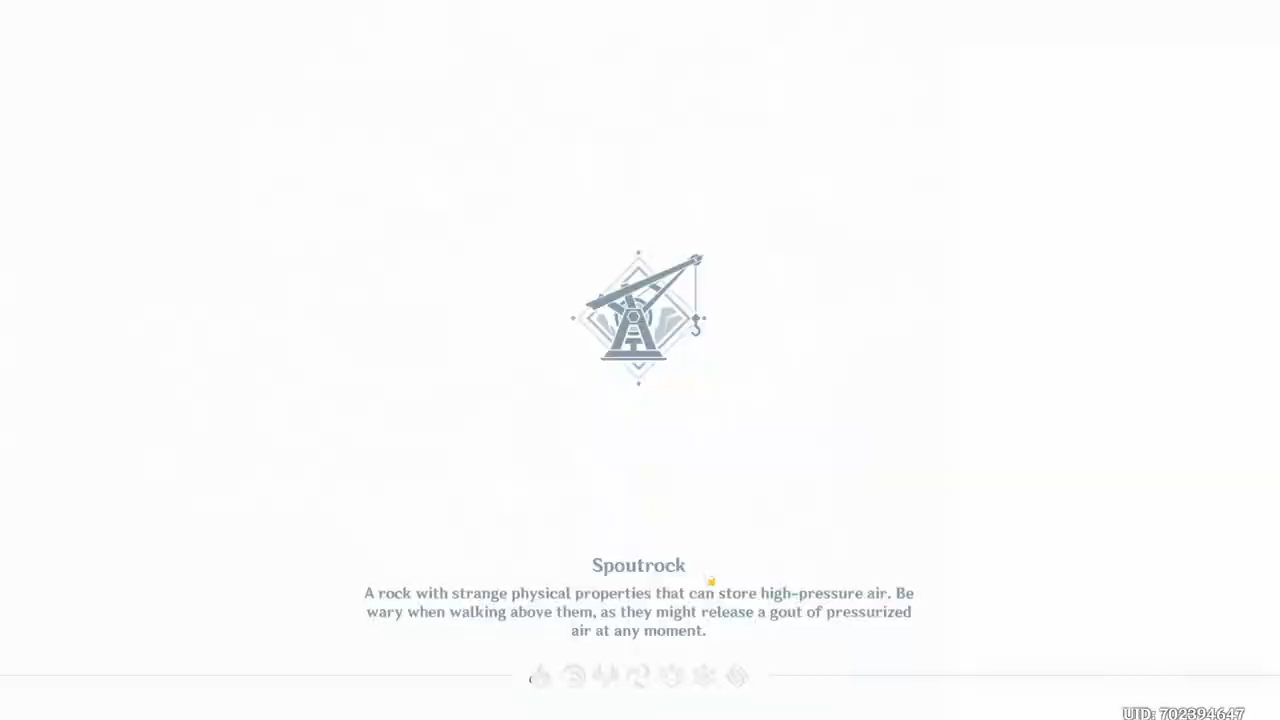 Spoutrock
A rock with strange physical properties that can store high-pressure air. Be
wary when walking above them, as they might release a gout of pressurized
air at any moment.
UID: 702394647